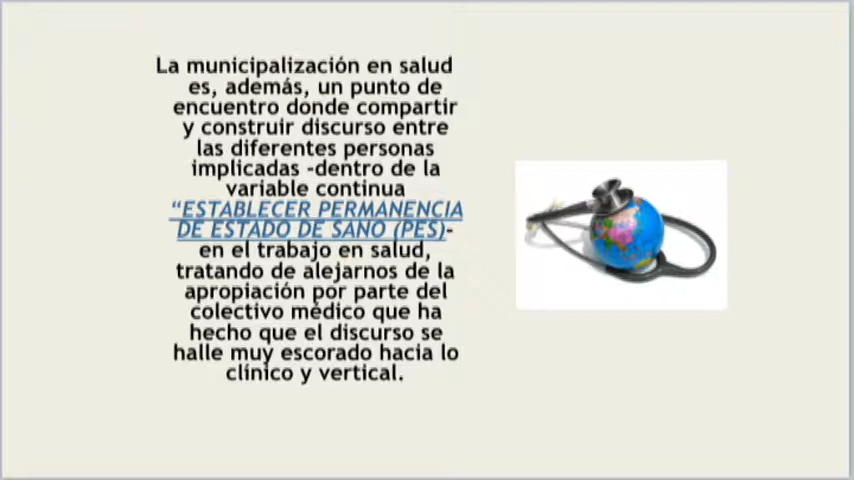 La municipalización en salud
es, además, un punto de
encuentro donde compartir
y construir discurso entre
las diferentes personas
implicadas -dentro de la
variable continua
“ESTABLECER PERMANENCIA
DE ESTADO DE SANO (PES)-
en el trabajo en salud,
tratando de alejarnos de la
apropiación por parte del
colectivo médico que ha
hecho que el discurso se
halle muy escorado hacia lo
clínico y vertical.